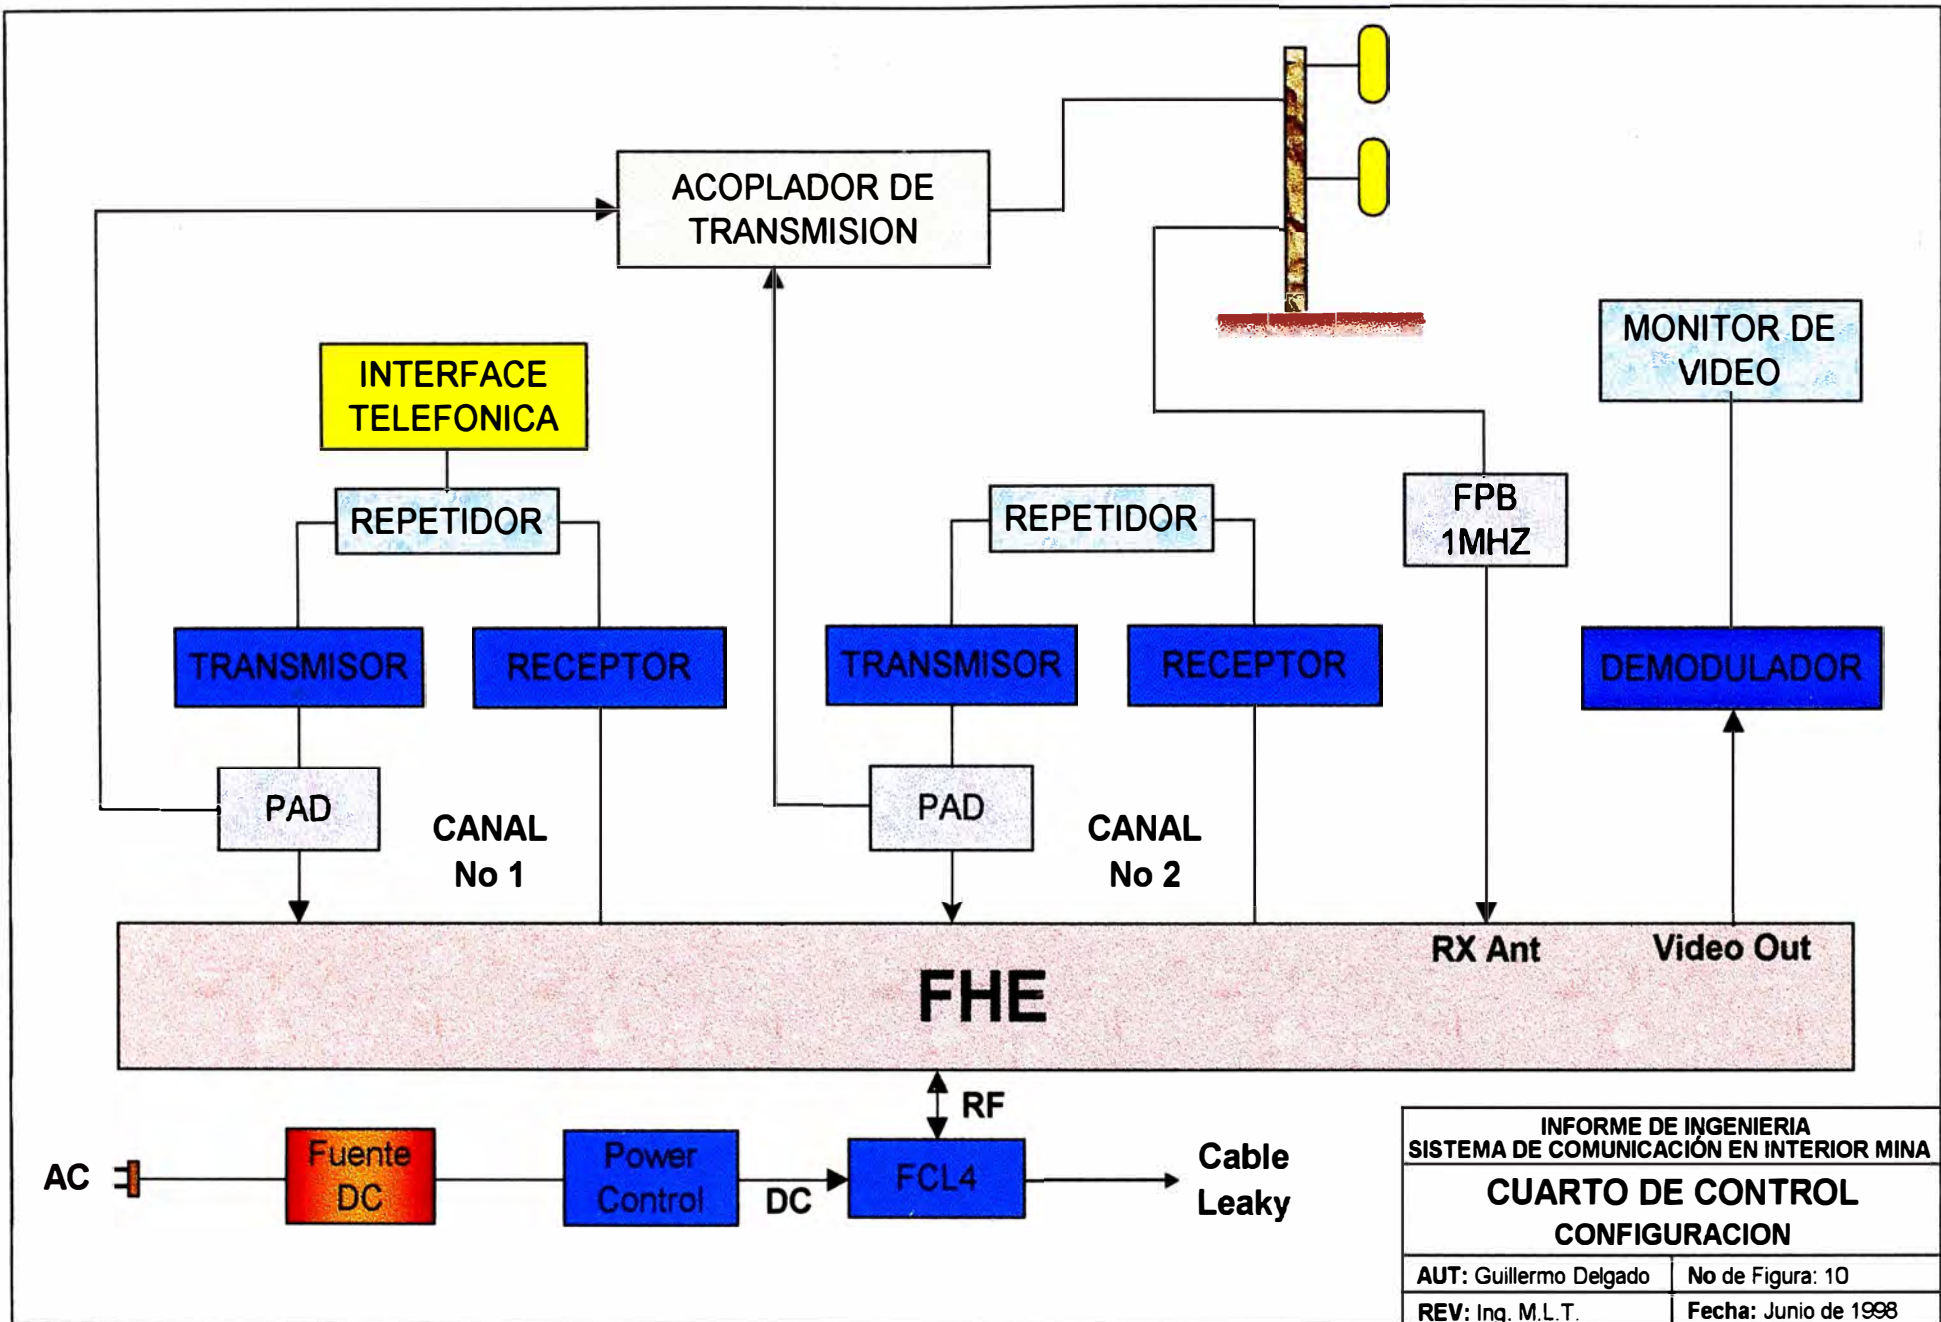 ACOPLADOR DE
TRANSMISION
MONITOR DE
VIDEO
INTERFACE
TELEFONICA
REPETIDOR
REPETIDOR
FPB
1MHZ
TRANSMISOR
RECEPTOR
TRANSMISOR
RECEPTOR
DEMODULADOR
PAD
CANAL
No 1
PAD
CANAL
No 2
RX Ant
Video Out
FHE
RF
AC
Fuente
DC
Power
Control
DC
FCL4
Cable
Leaky
INFORME DE INGENIERIA
SISTEMA DE COMUNICACIÓN EN INTERIOR MINA
CUARTO DE CONTROL
CONFIGURACION
AUT: Guillermo Delgado
No de Figura: 10
REV: Ing. M.L.T.
Fecha: Junio de 1998